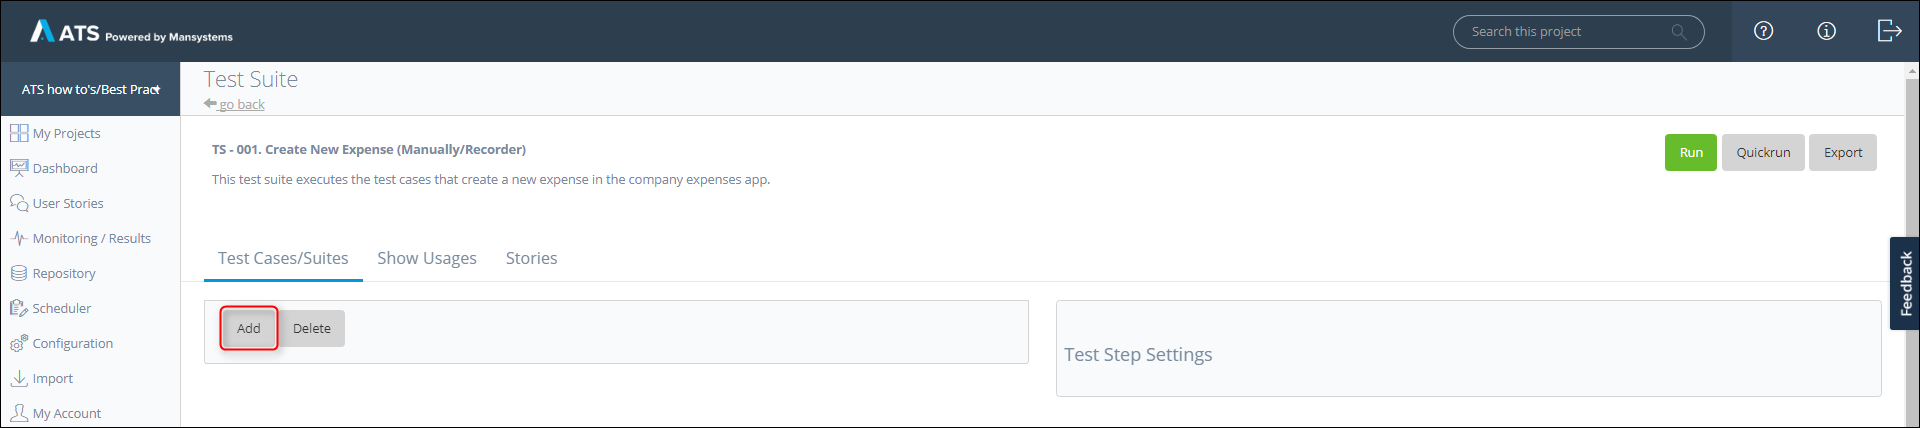 ATS Powered by Mansystems
Search this project
ATS how to's/Best Pract
My Projects
Dashboard
User Stories
Monitoring / Results
Repository
Scheduler
Configuration
Import
My Account
Test Suite
go back
TS - 001. Create New Expense (Manually/Recorder)
This test suite executes the test cases that create a new expense in the company expenses app.
Run Quickrun Export
Test Cases/Suites Show Usages Stories
Add Delete
Test Step Settings
Feedback